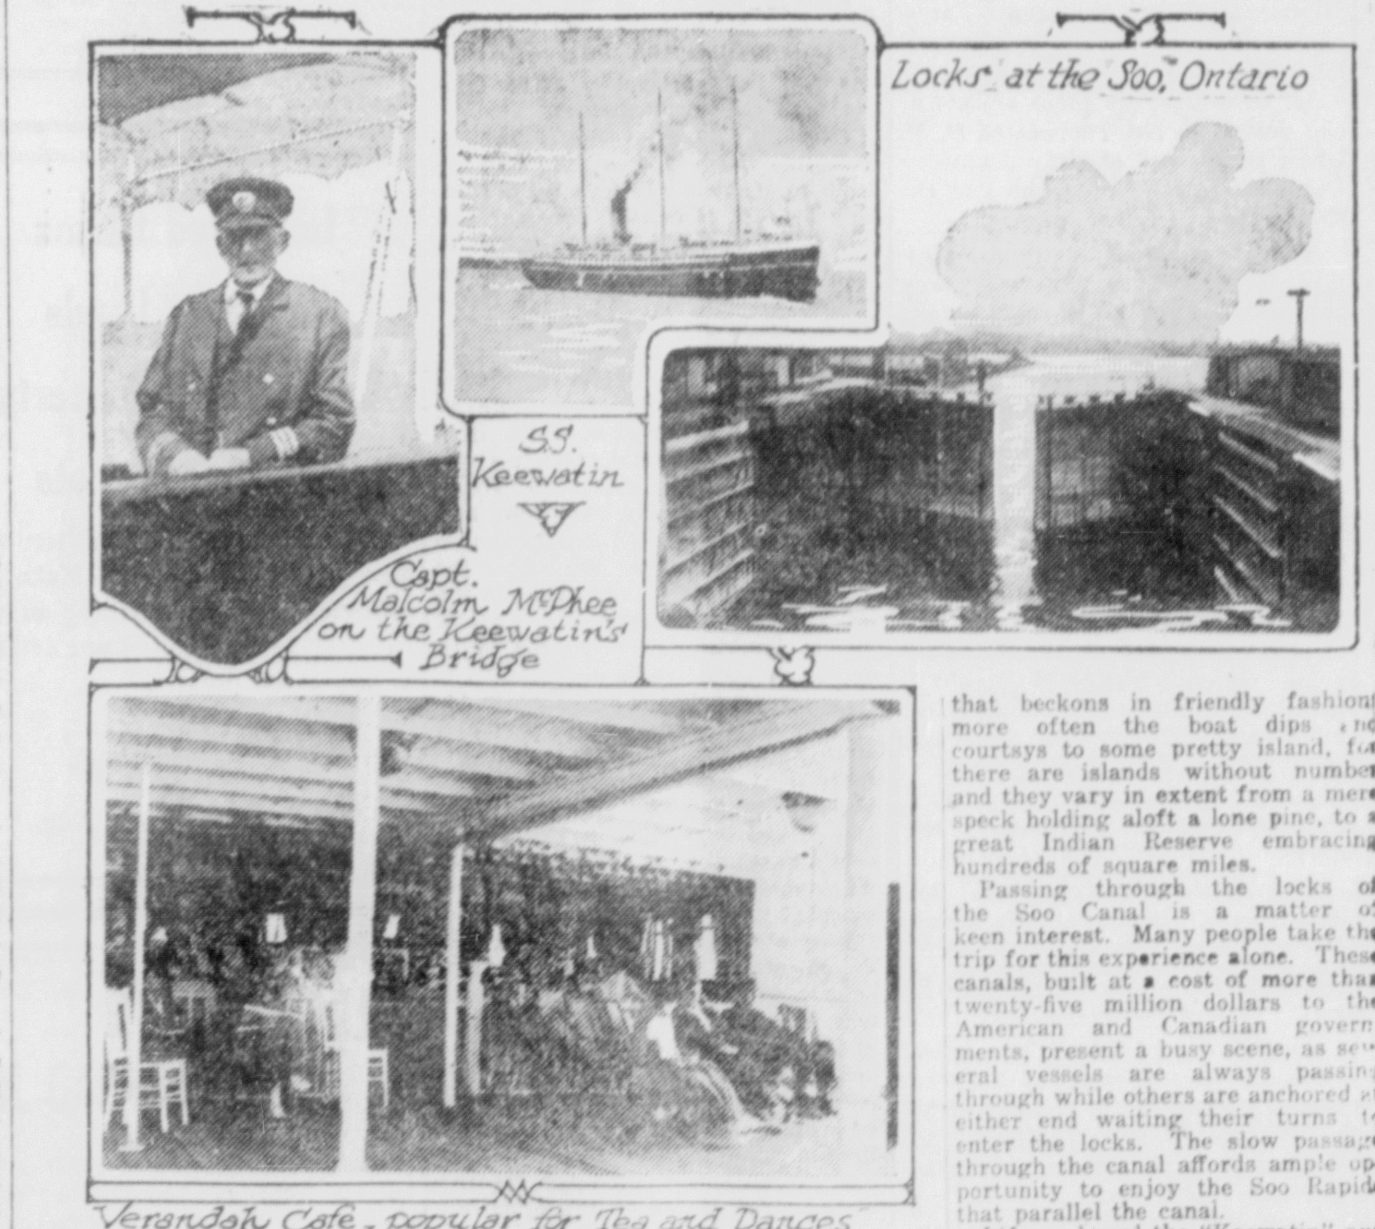 Locks at the Soo, Ontario
S.S.
Keewatin
Capt.
Malcolm McPhee
on the Keewatin's
Bridge
Verandah Cafe - popular for Tea and Dances
that beckons in friendly fashion
more often the boat dips and
courtsys to some pretty island, for
there are islands without number
and they vary in extent from a mere
speck holding aloft a lone pine, to a
great Indian Reserve embracing
hundreds of square miles.
Passing through the locks of
the Soo Canal is a matter of
keen interest. Many people take the
trip for this experience alone. These
canals, built at a cost of more than
twenty-five million dollars to the
American and Canadian govern
ments, present a busy scene, as sev
eral vessels are always passing
through while others are anchored at
either end waiting their turns to
enter the locks. The slow passage
through the canal affords ample op
portunity to enjoy the Soo Rapids
that parallel the canal.